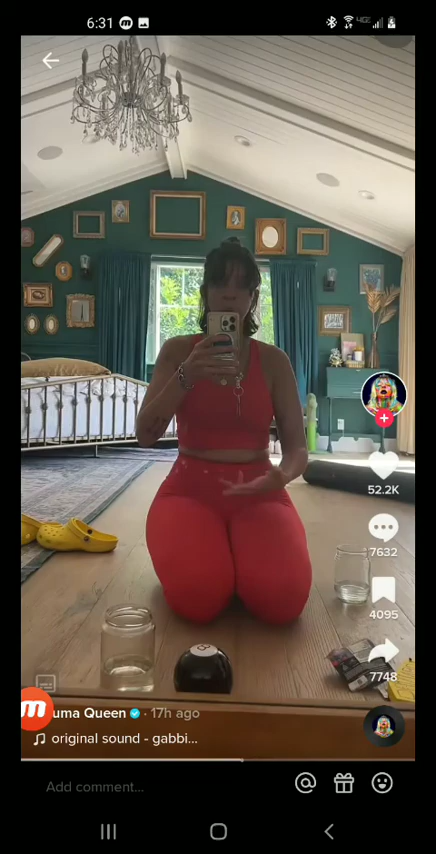 6:31
52.2K
7632
4095
7748
uma Queen · 17h ago
original sound - gabbi...
Add comment...